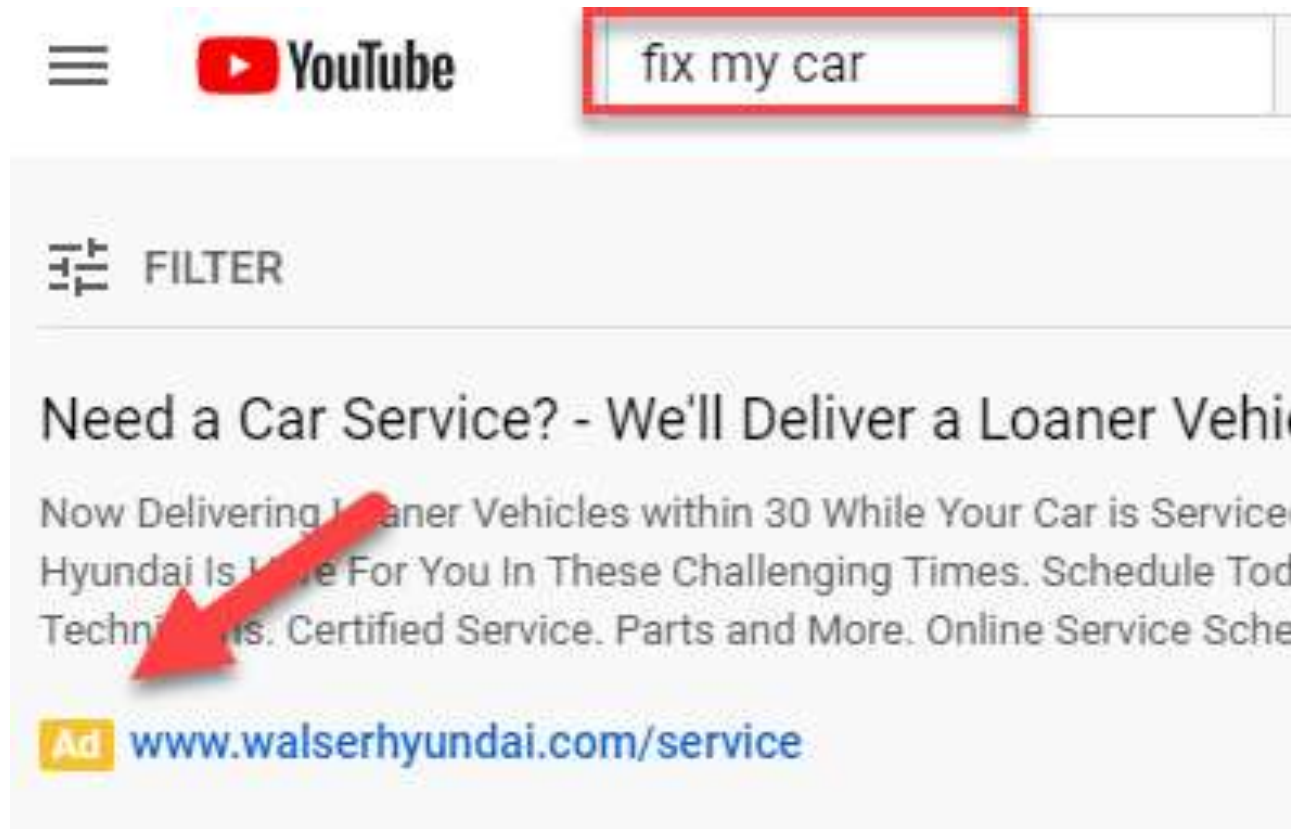 YouTube
fix my car
FILTER
Need a Car Service? - We'll Deliver a Loaner Vehi
Now Delivering Vehicles within 30 While Your Car is Service
Hyundai Is For You In These Challenging Times. Schedule Tod
Certified Service. Parts and More. Online Service Sche
Ad www.walserhyundai.com/service